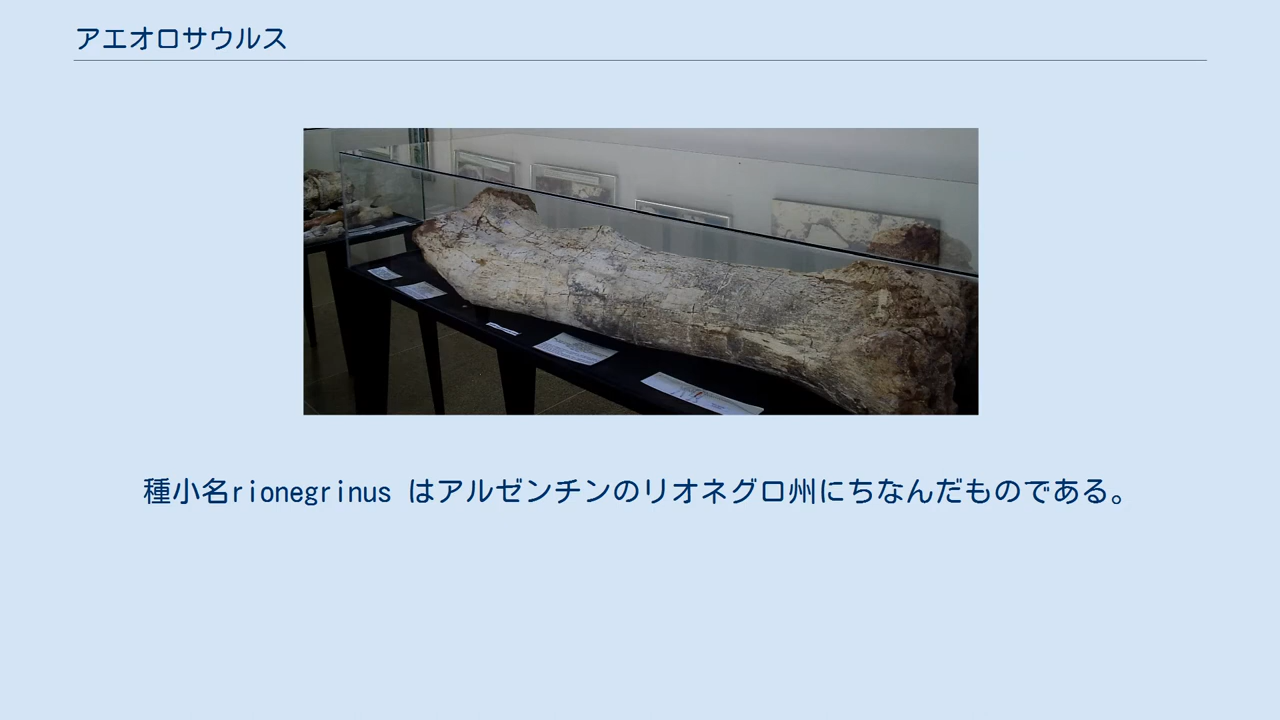 アエオロサウルス
種小名rionegrinus はアルゼンチンのリオネグロ州にちなんだものである。